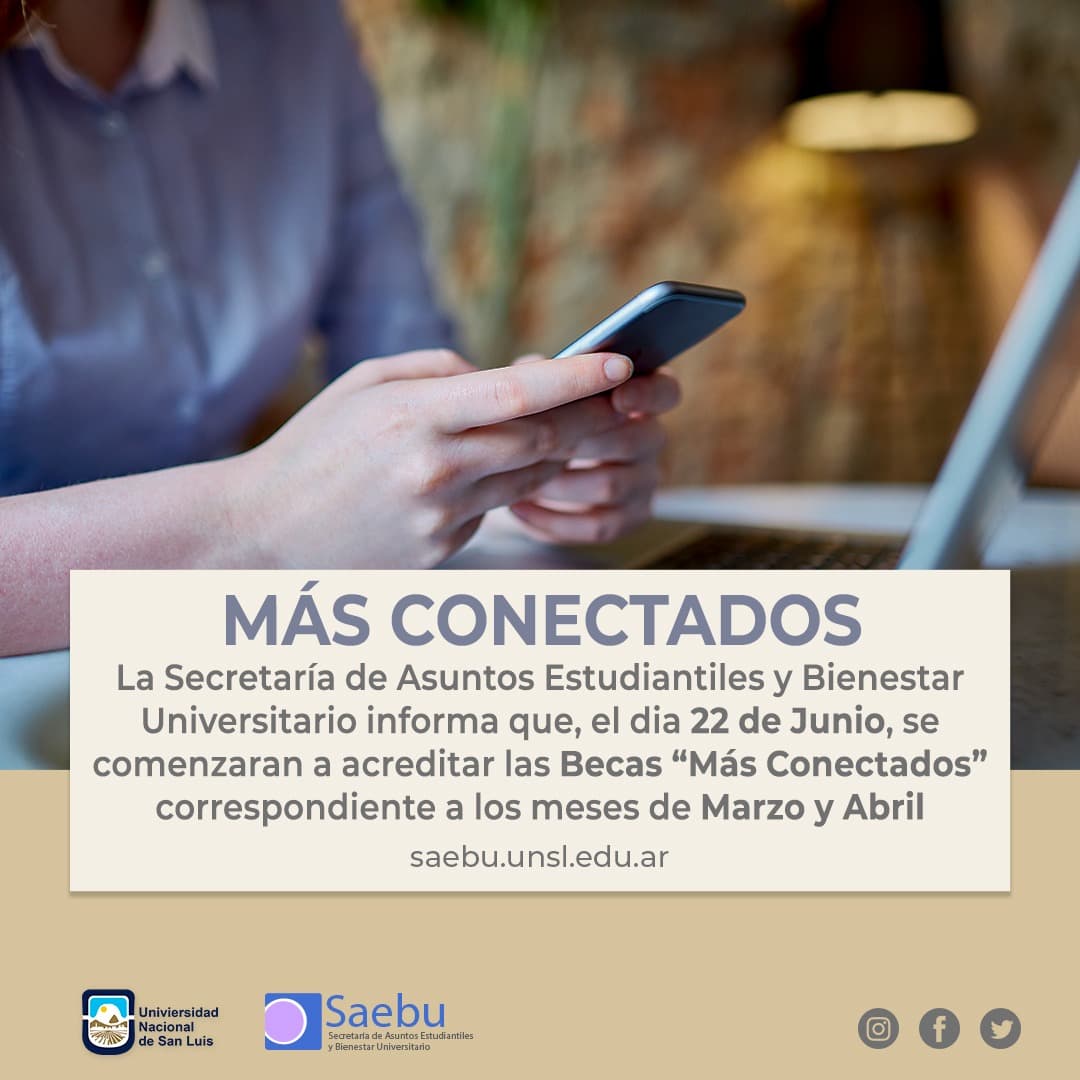 MÁS CONECTADOS
La Secretaría de Asuntos Estudiantiles y Bienestar
Universitario informa que, el dia 22 de Junio, se
comenzaran a acreditar las Becas “Más Conectados”
correspondiente a los meses de Marzo y Abril
saebu.unsl.edu.ar
Univiersidad
Nacional
de San Luis
Saebu
Secretaría de Asuntos Estudiantiles
y Bienestar Universitario